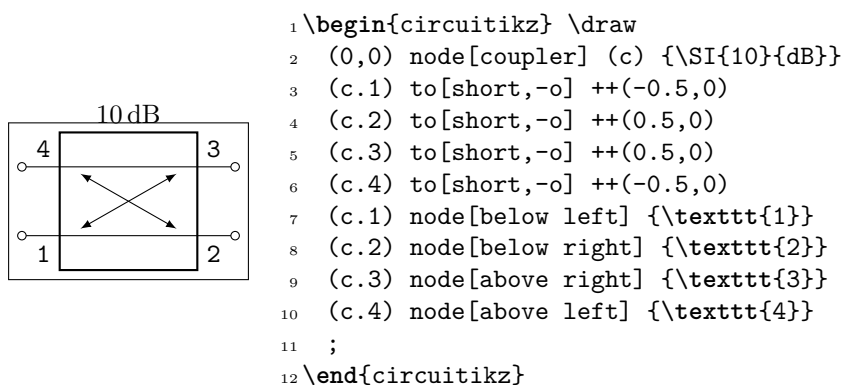 10 dB
4 3
1 2
1 \begin{circuitikz} \draw
2 (0,0) node[coupler] (c) {\SI{10}{dB}}
3 (c.1) to[short,-o] ++(-0.5,0)
4 (c.2) to[short,-o] ++(0.5,0)
5 (c.3) to[short,-o] ++(0.5,0)
6 (c.4) to[short,-o] ++(-0.5,0)
7 (c.1) node[below left] {\texttt{1}}
8 (c.2) node[below right] {\texttt{2}}
9 (c.3) node[above right] {\texttt{3}}
10 (c.4) node[above left] {\texttt{4}}
11 ;
12 \end{circuitikz}